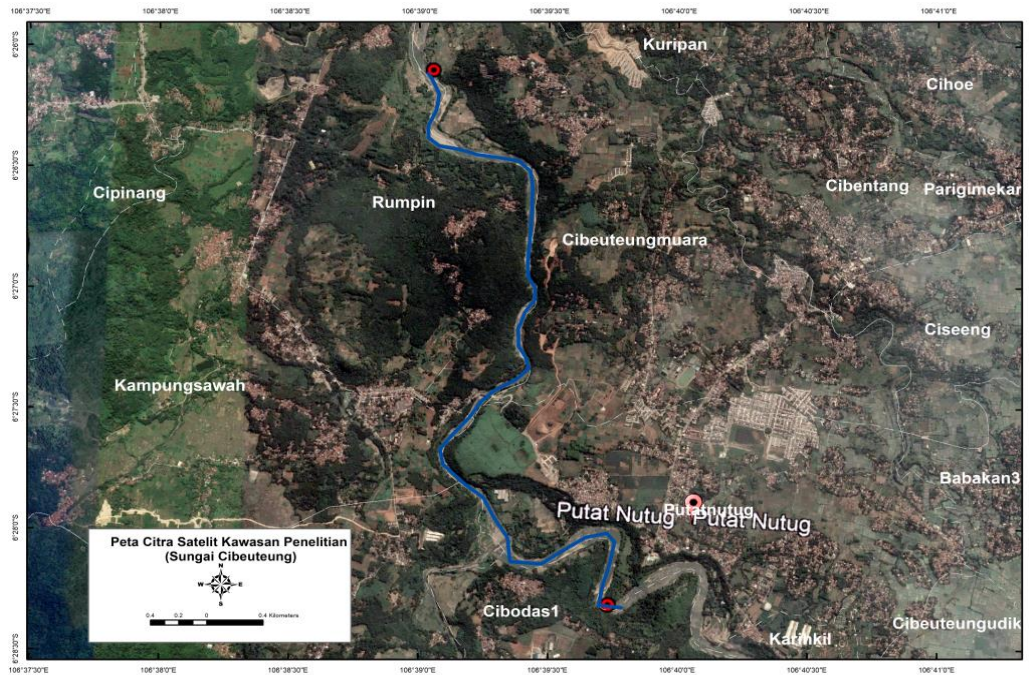 106°37'30"E 106°38'0"E 106°38'30"E 106°39'0"E 106°39'30"E 106°40'0"E 106°40'30"E 106°41'0"E
6°26'0"S
Kuripan
Cihoe
6°26'30"S
Cipinang
Rumpin
Cibentang
Parigimekar
Cibeuteungmuara
6°27'0"S
Ciseeng
Kampungsawah
6°27'30"S
Babakan3
Putat Nutug
Putatnutug
Putat Nutug
6°28'0"S
Peta Citra Satelit Kawasan Penelitian
(Sungai Cibeuteung)
N
W E
S
0.4 0.2 0 0.4 Kilometers
Cibodas1
Karihkil
Cibeuteungudik
6°28'30"S
106°37'30"E 106°38'0"E 106°38'30"E 106°39'0"E 106°39'30"E 106°40'0"E 106°40'30"E 106°41'0"E